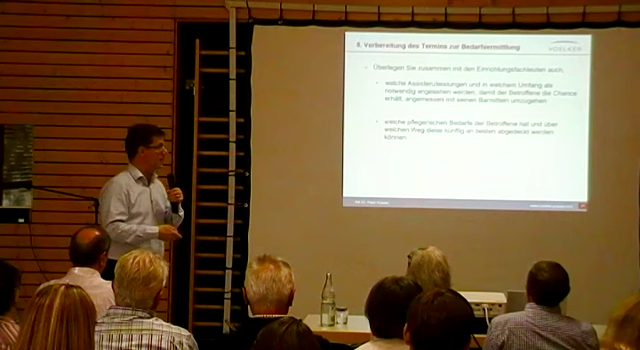 8. Vorbereitung des Termins zur Bedarfsermittlung
VOELKER
- Überlegen Sie zusammen mit den Einrichtungsfachleuten auch,
• welche Assistenzleistungen und in welchem Umfang als
notwendig angesehen werden, damit der Betroffene die Chance
erhält, angemessen mit seinen Barmitteln umzugehen
• welche pflegerischen Bedarfe der Betroffene hat und über
welchen Weg diese künftig am besten abgedeckt werden
können.